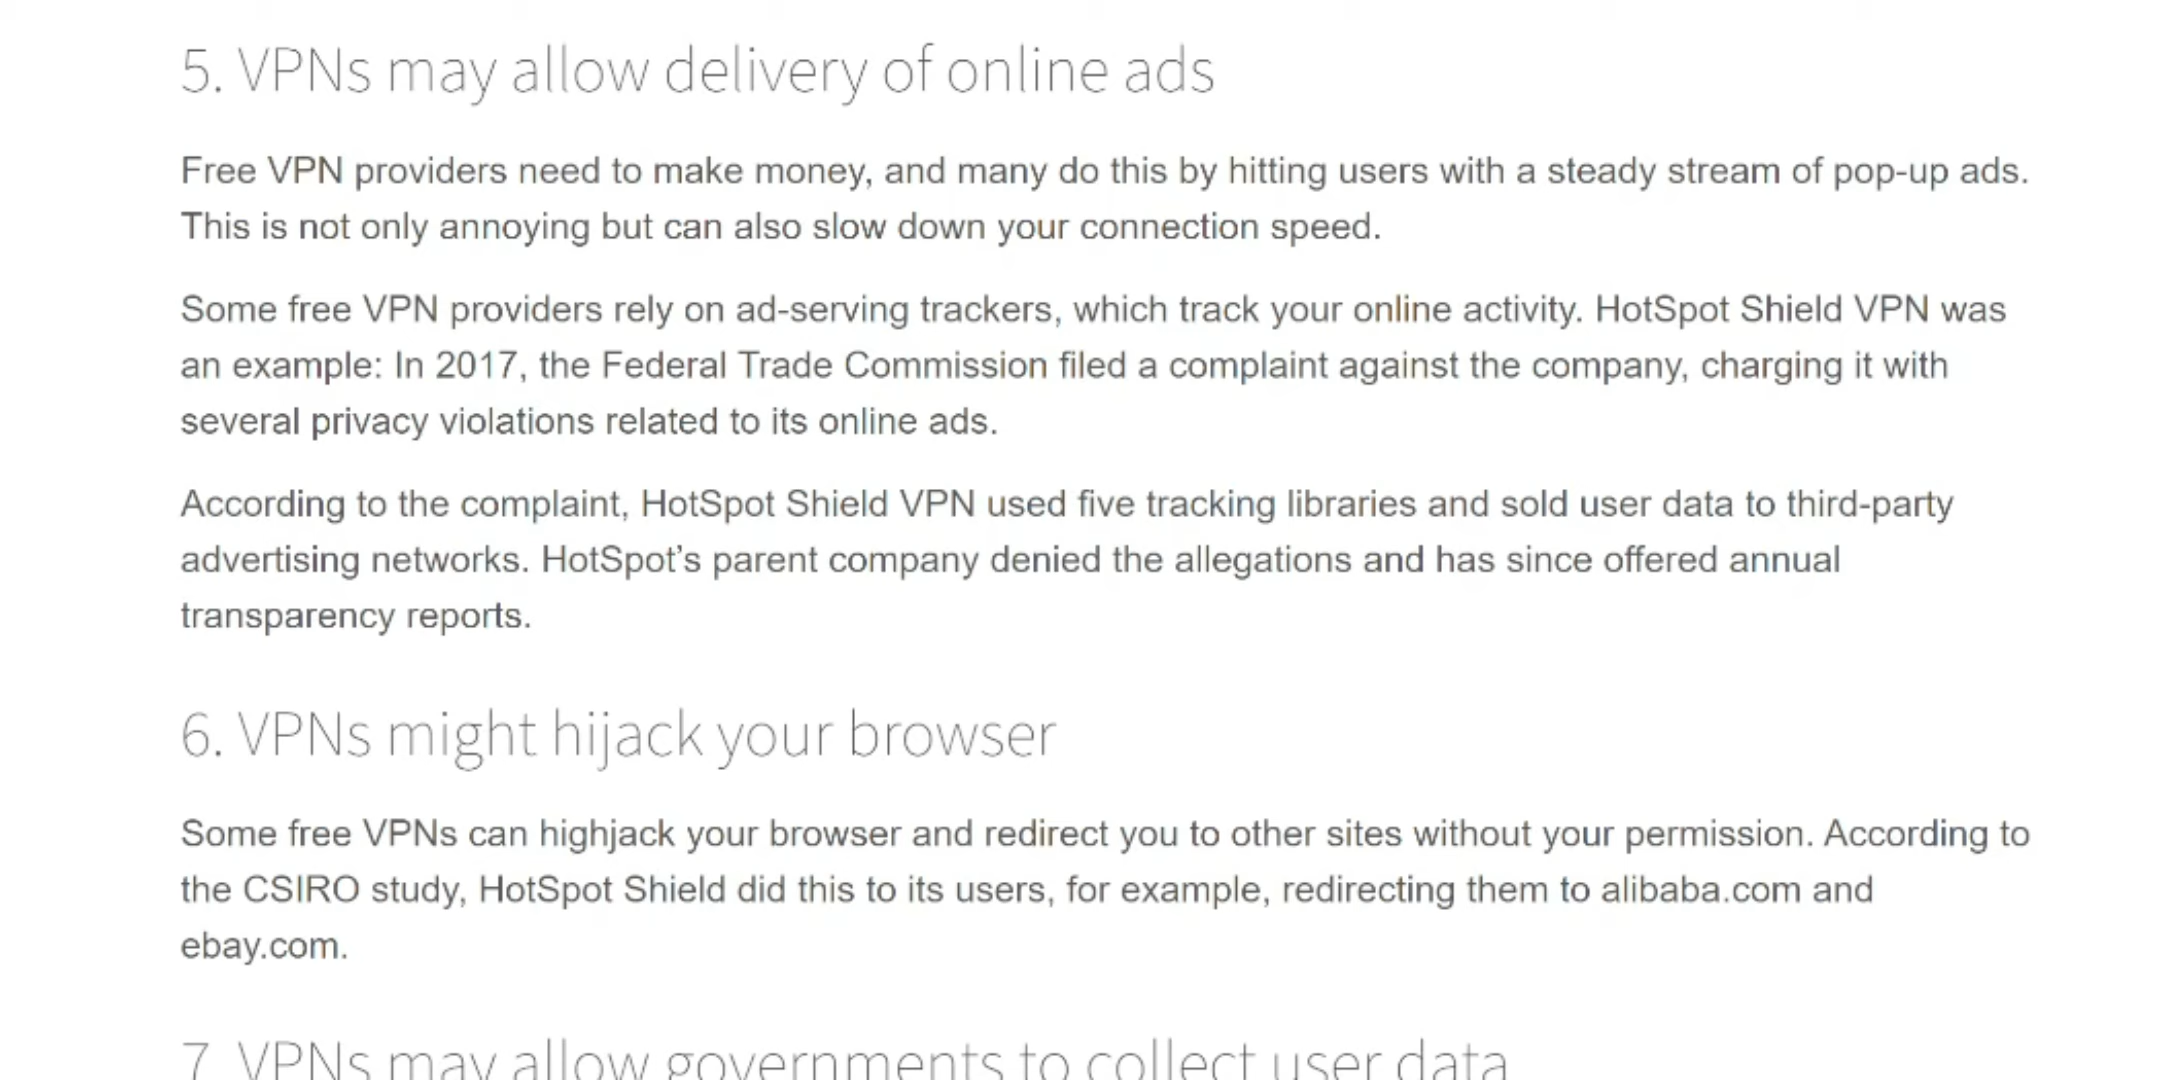 5. VPNs may allow delivery of online ads
Free VPN providers need to make money, and many do this by hitting users with a steady stream of pop-up ads.
This is not only annoying but can also slow down your connection speed.
Some free VPN providers rely on ad-serving trackers, which track your online activity. HotSpot Shield VPN was
an example: In 2017, the Federal Trade Commission filed a complaint against the company, charging it with
several privacy violations related to its online ads.
According to the complaint, HotSpot Shield VPN used five tracking libraries and sold user data to third-party
advertising networks. HotSpot’s parent company denied the allegations and has since offered annual
transparency reports.
6. VPNs might hijack your browser
Some free VPNs can highjack your browser and redirect you to other sites without your permission. According to
the CSIRO study, HotSpot Shield did this to its users, for example, redirecting them to alibaba.com and
ebay.com.
7. VPNs may allow governments to collect user data